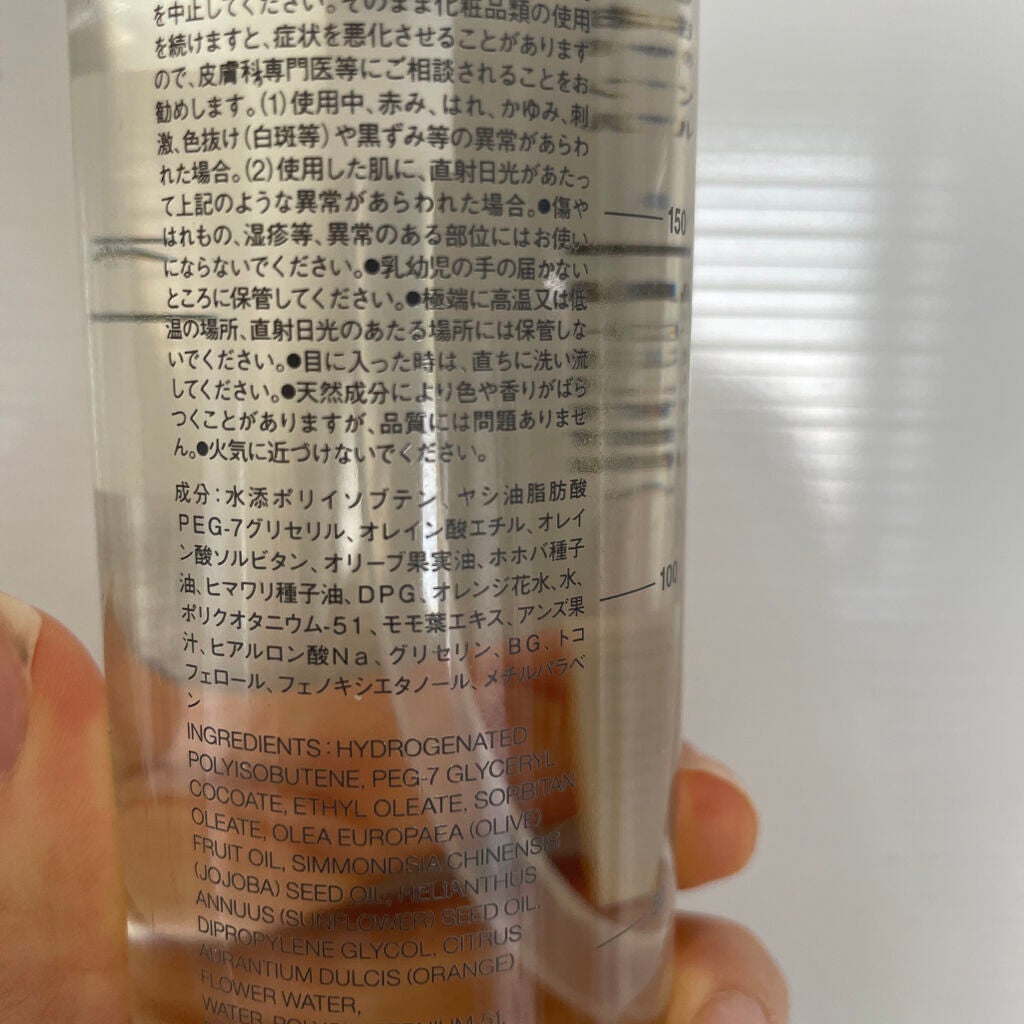 を中止してください。そのまま化粧品類の使用
を続けますと、症状を悪化させることがあります
ので、皮膚科専門医等にご相談されることをお
勧めします。(1)使用中、赤み、はれ、かゆみ、刺
激、色抜け(白斑等)や黒ずみ等の異常があらわ
れた場合。(2)使用した肌に、直射日光があたっ
て上記のような異常があらわれた場合。●傷や
はれもの、湿疹等、異常のある部位にはお使い
にならないでください。●乳幼児の手の届かない
ところに保管してください。●極端に高温又は低
温の場所、直射日光のあたる場所には保管しな
いでください。●目に入った時は、直ちに洗い流
してください。●天然成分により色や香りがばら
つくことがありますが、品質には問題ありませ
ん。●火気に近づけないでください。
成分：水添ポリイソブテン、ヤシ油脂肪酸
PEG-7グリセリル、オレイン酸エチル、オレイ
ン酸ソルビタン、オリーブ果実油、ホホバ種子
油、ヒマワリ種子油、DPG、オレンジ花水、水、
ポリクオタニウム-51、モモ葉エキス、アンズ果
汁、ヒアルロン酸Na、グリセリン、BG、トコ
フェロール、フェノキシエタノール、メチルパラベ
ン
INGREDIENTS：HYDROGENATED
POLYISOBUTENE, PEG-7 GLYCERYL
COCOATE, ETHYL OLEATE, SORBITAN
OLEATE, OLEA EUROPAEA (OLIVE)
FRUIT OIL, SIMMONDSIA CHINENSIS
(JOJOBA) SEED OIL, HELIANTHUS
ANNUUS (SUNFLOWER) SEED OIL,
DIPROPYLENE GLYCOL, CITRUS
AURANTIUM DULCIS (ORANGE)
FLOWER WATER,
WATER,
150
100